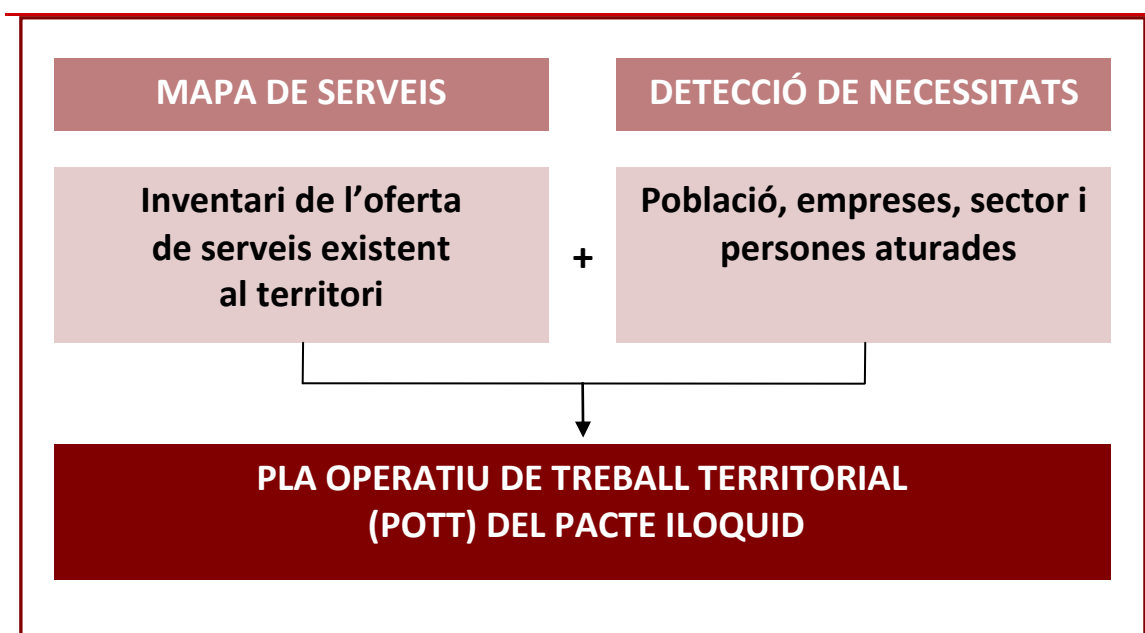 MAPA DE SERVEIS
DETECCIÓ DE NECESSITATS
Inventari de l’oferta
de serveis existent
al territori
+
Població, empreses, sector i
persones aturades
PLA OPERATIU DE TREBALL TERRITORIAL
(POTT) DEL PACTE ILOQUID